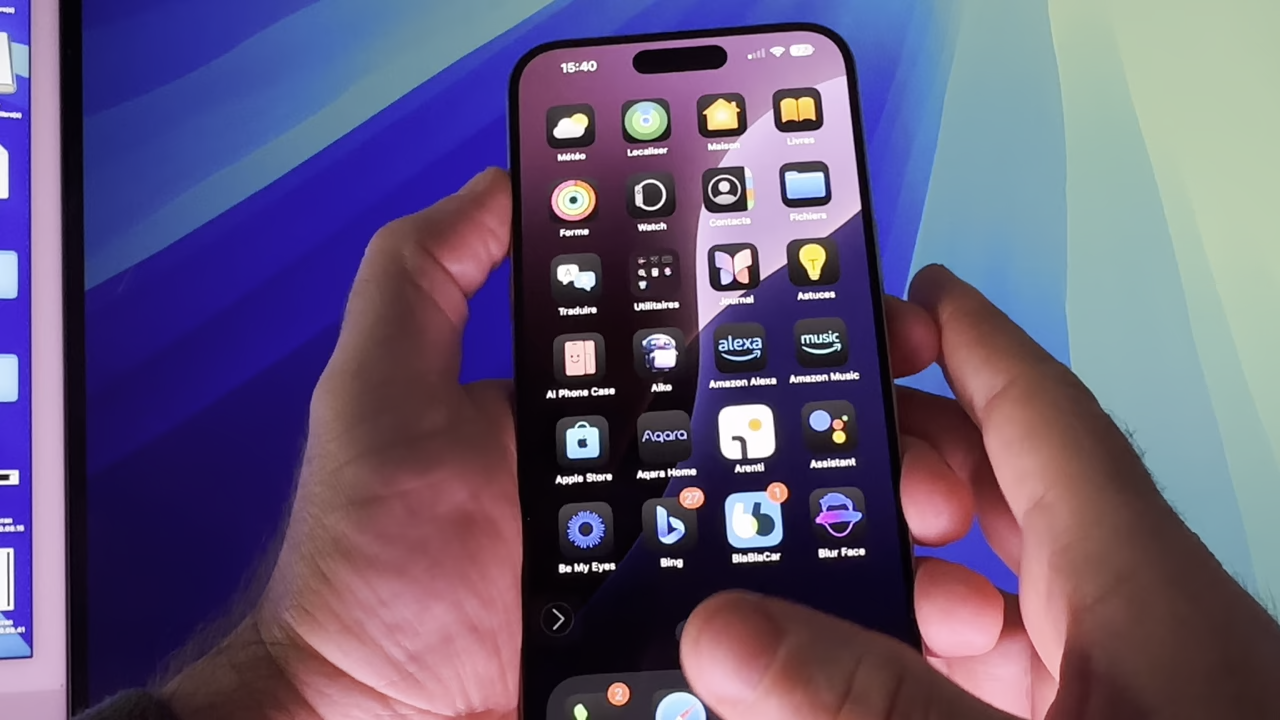 15:40
Météo
Localiser
Maison
Livres
Forme
Watch
Contacts
Fichiers
Traduire
Utilitaires
Journal
Astuces
alexa
music
AI Phone Case
Aiko
Amazon Alexa
Amazon Music
Aqara
Apple Store
Aqara Home
Arenti
Assistant
27
1
Be My Eyes
Bing
BlaBlaCar
Blur Face
2